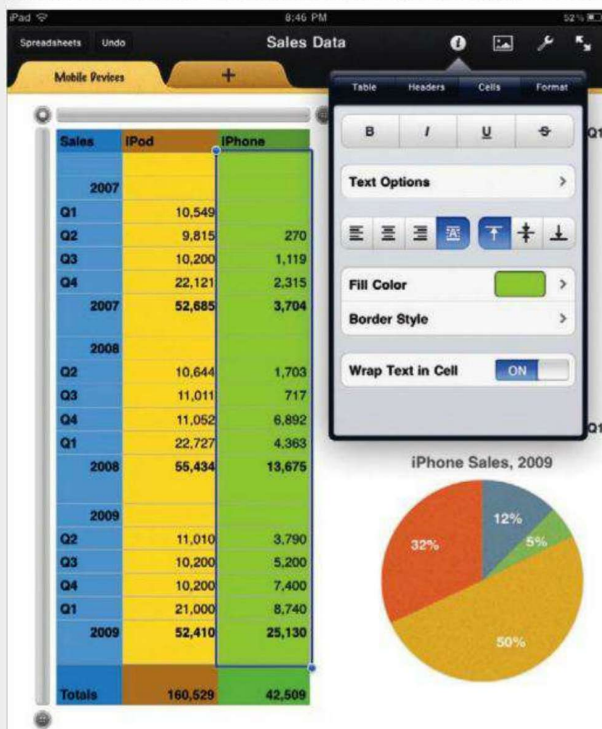 iPad 8:46 PM 52%
Spreadsheets Undo Sales Data
Mobile Devices +
Table Headers Cells Format
B I U S
Q1
Text Options
Fill Color
Border Style
Wrap Text in Cell ON
Q1
Sales iPod iPhone
2007
Q1 10,549
Q2 9,815 270
Q3 10,200 1,119
Q4 22,121 2,315
2007 52,685 3,704
2008
Q2 10,644 1,703
Q3 11,011 717
Q4 11,052 6,892
Q1 22,727 4,363
2008 55,434 13,675
2009
Q2 11,010 3,790
Q3 10,200 5,200
Q4 10,200 7,400
Q1 21,000 8,740
2009 52,410 25,130
Totals 160,529 42,509
iPhone Sales, 2009
12%
5%
32%
50%